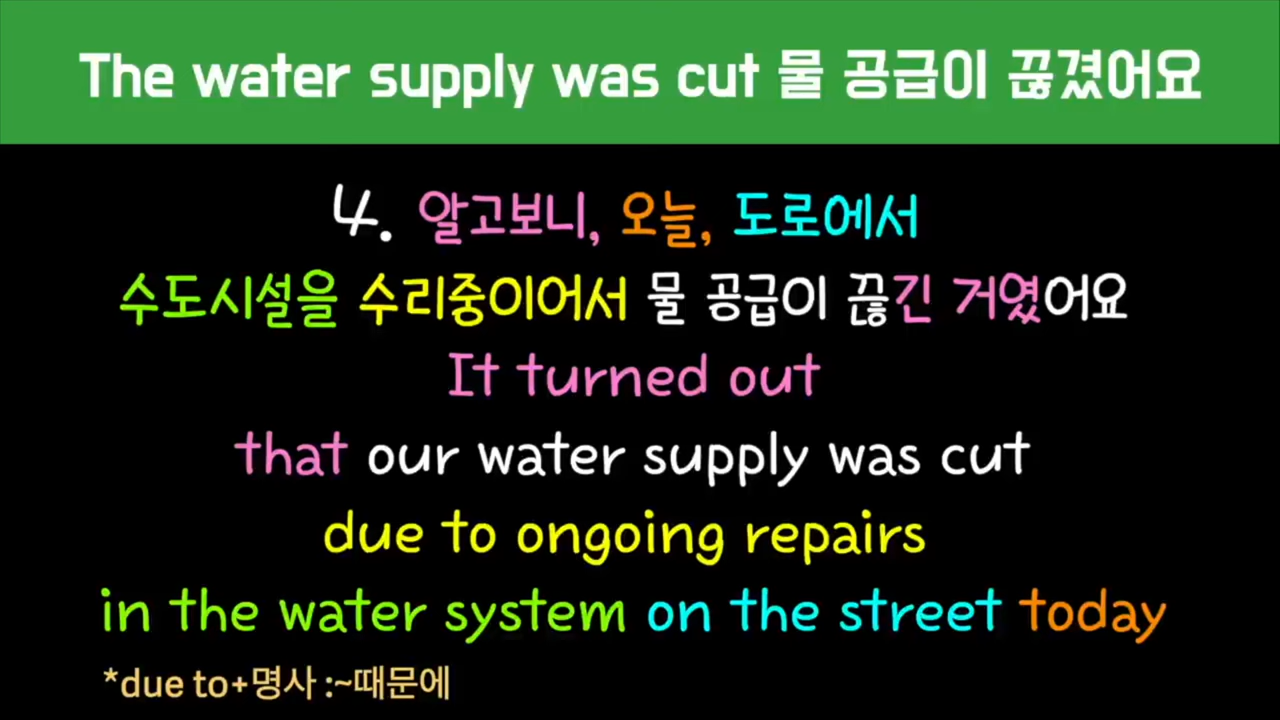 The water supply was cut 물 공급이 끊겼어요
4. 알고보니, 오늘, 도로에서
수도시설을 수리중이어서 물 공급이 끊긴 거였어요
It turned out
that our water supply was cut
due to ongoing repairs
in the water system on the street today
*due to+명사 :~때문에